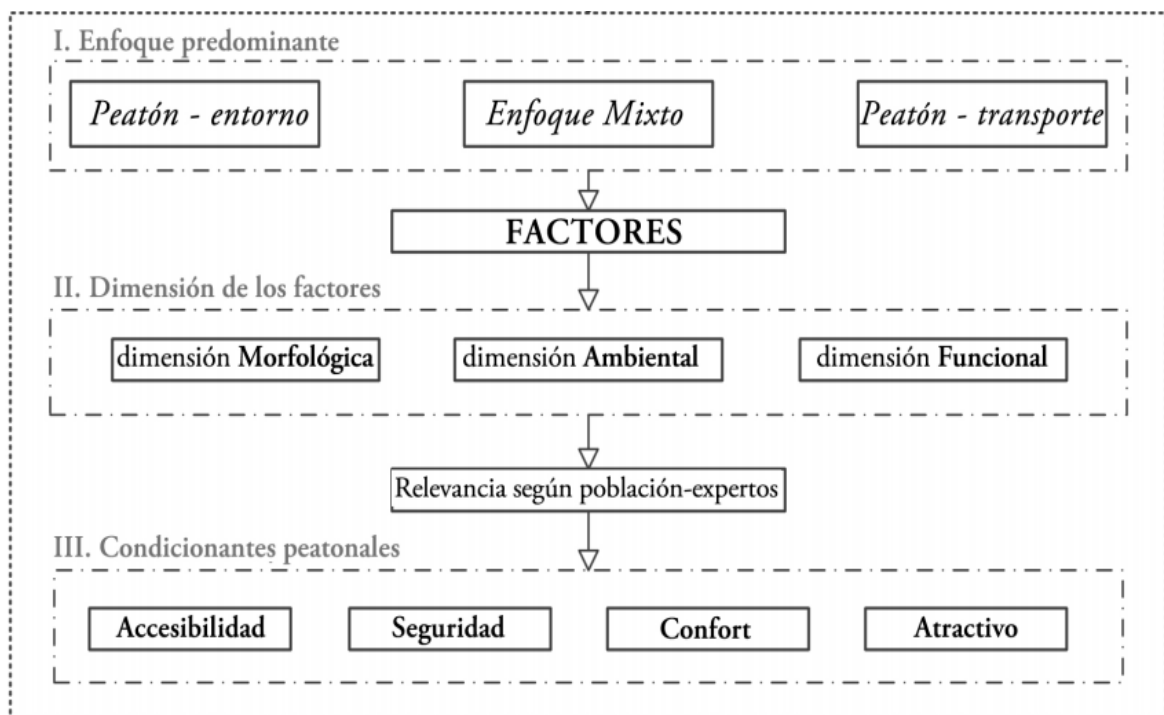 I. Enfoque predominante
Peatón - entorno
Enfoque Mixto
Peatón - transporte
FACTORES
II. Dimensión de los factores
dimensión Morfológica
dimensión Ambiental
dimensión Funcional
Relevancia según población-expertos
III. Condicionantes peatonales
Accesibilidad
Seguridad
Confort
Atractivo